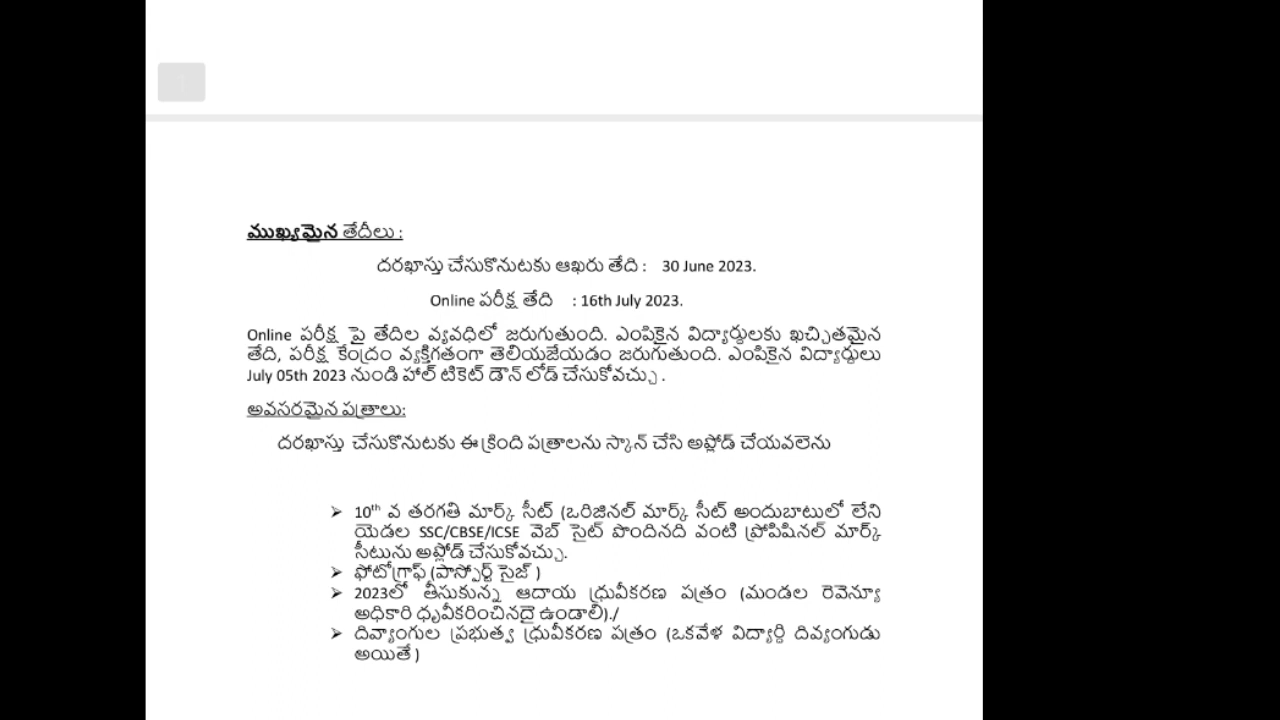 ముఖ్యమైన తేదీలు :
దరఖాస్తు చేసుకొనుటకు ఆఖరు తేది : 30 June 2023.
Online పరీక్ష తేది : 16th July 2023.
Online పరీక్ష పై తేదిల వ్యవధిలో జరుగుతుంది. ఎంపికైన విద్యార్థులకు ఖచ్చితమైన
తేది, పరీక్ష కేంద్రం వ్యక్తిగతంగా తెలియజేయడం జరుగుతుంది. ఎంపికైన విద్యార్థులు
July 05th 2023 నుండి హాల్ టికెట్ డౌన్ లోడ్ చేసుకోవచ్చు .
అవసరమైన పత్రాలు:
దరఖాస్తు చేసుకొనుటకు ఈ క్రింది పత్రాలను స్కాన్ చేసి అప్లోడ్ చేయవలెను
➢ 10th వ తరగతి మార్క్ సీట్ (ఒరిజినల్ మార్క్ సీట్ అందుబాటులో లేని
యెడల SSC/CBSE/ICSE వెబ్ సైట్ పొందినది వంటి ప్రోపిషినల్ మార్క్
సీటును అప్లోడ్ చేసుకోవచ్చు.
➢ ఫోటోగ్రాఫ్ (పాస్పోర్ట్ సైజ్ )
➢ 2023లో తీసుకున్న ఆదాయ ధ్రువీకరణ పత్రం (మండల రెవెన్యూ
అధికారి ధృవీకరించినదై ఉండాలి)./
➢ దివ్యాంగుల ప్రభుత్వ ధ్రువీకరణ పత్రం (ఒకవేళ విద్యార్థి దివ్యంగుడు
అయితే )